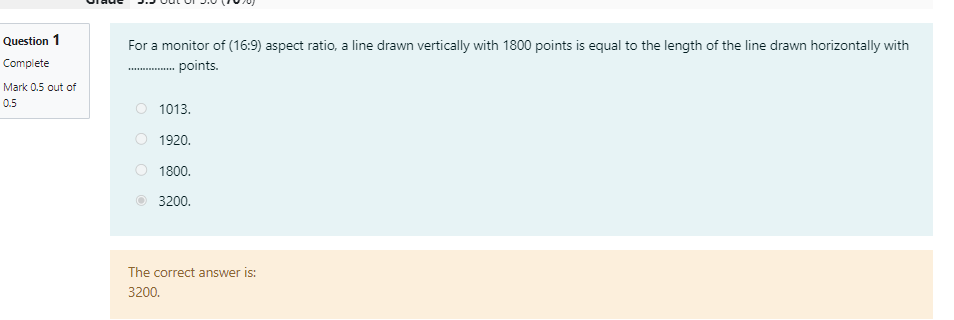 Grade 3.5 out of 5.0 (70%)
Question 1
Complete
Mark 0.5 out of
0.5
For a monitor of (16:9) aspect ratio, a line drawn vertically with 1800 points is equal to the length of the line drawn horizontally with
................ points.
1013.
1920.
1800.
3200.
The correct answer is:
3200.